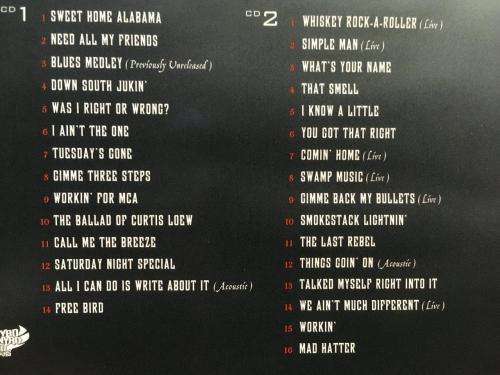 CD 1
1 SWEET HOME ALABAMA
2 NEED ALL MY FRIENDS
3 BLUES MEDLEY (Previously Unreleased)
4 DOWN SOUTH JUKIN'
5 WAS I RIGHT OR WRONG?
6 I AIN'T THE ONE
7 TUESDAY'S GONE
8 GIMME THREE STEPS
9 WORKIN' FOR MCA
10 THE BALLAD OF CURTIS LOEW
11 CALL ME THE BREEZE
12 SATURDAY NIGHT SPECIAL
13 ALL I CAN DO IS WRITE ABOUT IT (Acoustic)
14 FREE BIRD
CD 2
1 WHISKEY ROCK-A-ROLLER (Live)
2 SIMPLE MAN (Live)
3 WHAT'S YOUR NAME
4 THAT SMELL
5 I KNOW A LITTLE
6 YOU GOT THAT RIGHT
7 COMIN' HOME (Live)
8 SWAMP MUSIC (Live)
9 GIMME BACK MY BULLETS (Live)
10 SMOKESTACK LIGHTNIN'
11 THE LAST REBEL
12 THINGS GOIN' ON (Acoustic)
13 TALKED MYSELF RIGHT INTO IT
14 WE AIN'T MUCH DIFFERENT (Live)
15 WORKIN'
16 MAD HATTER